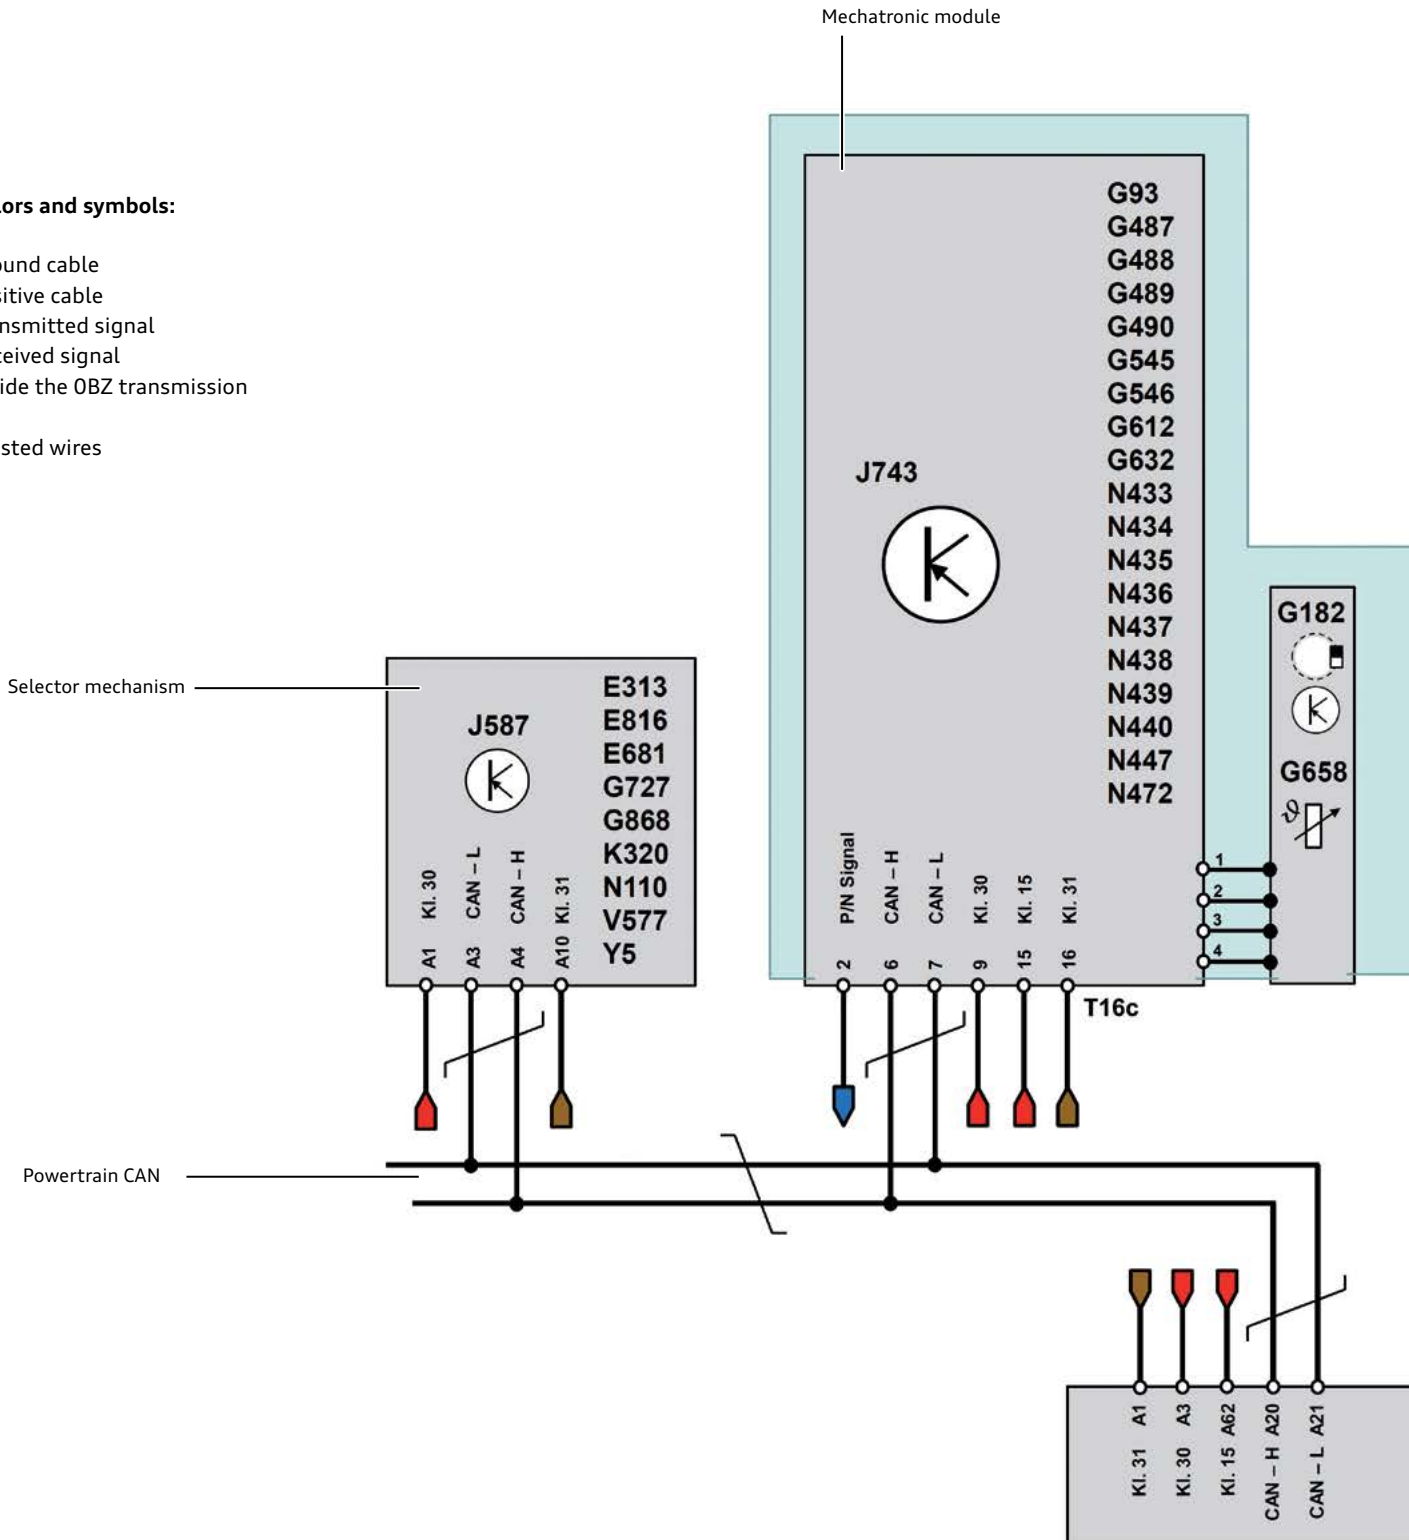 Mechatronic module
lors and symbols:
ound cable
sitive cable
nsmitted signal
ceived signal
ide the 0BZ transmission
sted wires
G93
G487
G488
G489
G490
G545
G546
G612
G632
N433
N434
N435
N436
N437
N438
N439
N440
N447
N472
J743
G182
G658
1
2
3
4
Selector mechanism
J587
E313
E816
E681
G727
G868
K320
N110
V577
Y5
A1 Kl. 30
A3 CAN – L
A4 CAN – H
A10 Kl. 31
2 P/N Signal
6 CAN – H
7 CAN – L
9 Kl. 30
15 Kl. 15
16 Kl. 31
T16c
Powertrain CAN
Kl. 31 A1
Kl. 30 A3
Kl. 15 A62
CAN – H A20
CAN – L A21